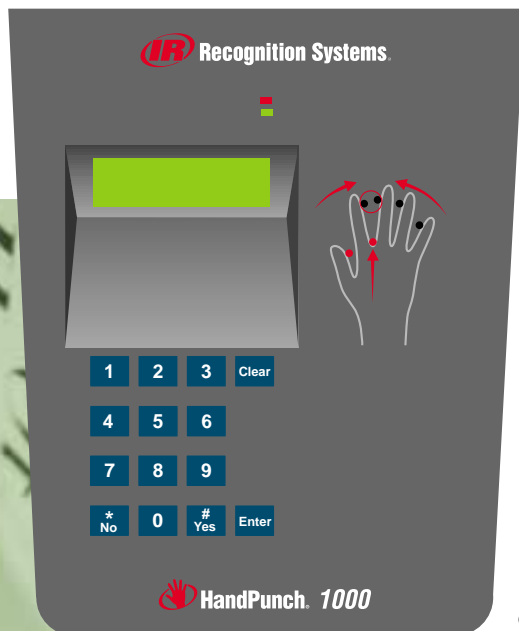 IR Recognition Systems.
1 2 3 Clear
4 5 6
7 8 9
* 0 # Enter
No Yes
HandPunch. 1000